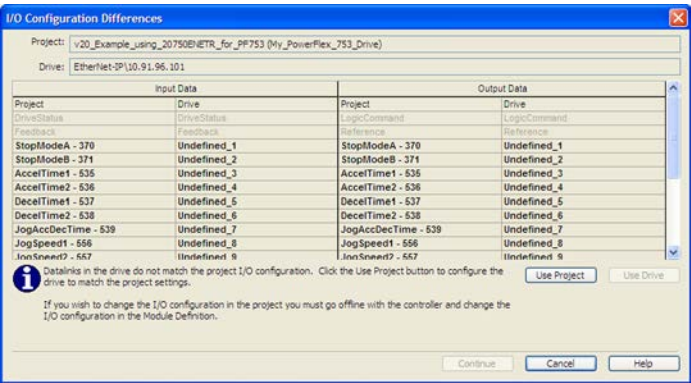 I/O Configuration Differences
Project: v20_Example_using_20750ENETR_for_PF753 (My_PowerFlex_753_Drive)
Drive: EtherNet-IP\10.91.96.101
Input Data Output Data
Project Drive Project Drive
DriveStatus DriveStatus LogicCommand LogicCommand
Feedback Feedback Reference Reference
StopModeA - 370 Undefined_1 StopModeA - 370 Undefined_1
StopModeB - 371 Undefined_2 StopModeB - 371 Undefined_2
AccelTime1 - 535 Undefined_3 AccelTime1 - 535 Undefined_3
AccelTime2 - 536 Undefined_4 AccelTime2 - 536 Undefined_4
DecelTime1 - 537 Undefined_5 DecelTime1 - 537 Undefined_5
DecelTime2 - 538 Undefined_6 DecelTime2 - 538 Undefined_6
JogAccDecTime - 539 Undefined_7 JogAccDecTime - 539 Undefined_7
JogSpeed1 - 556 Undefined_8 JogSpeed1 - 556 Undefined_8
JogSpeed2 - 557 Undefined_9 JogSpeed2 - 557 Undefined_9
Datalinks in the drive do not match the project I/O configuration. Click the Use Project button to configure the
drive to match the project settings.
Use Project Use Drive
If you wish to change the I/O configuration in the project you must go offline with the controller and change the
I/O configuration in the Module Definition.
Continue Cancel Help